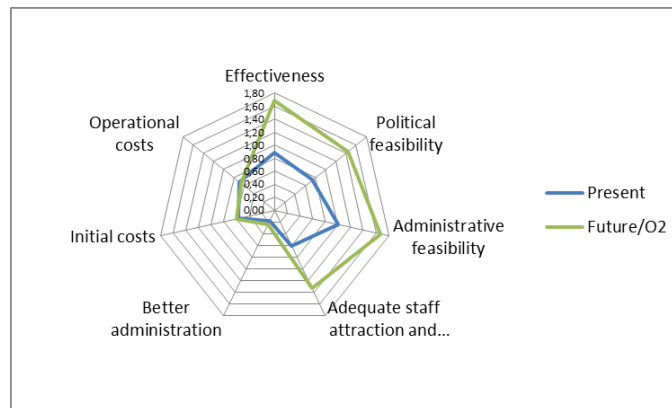 Effectiveness
1,80
1,60
1,40
1,20
1,00
0,80
0,60
0,40
0,20
0,00
Political
feasibility
Administrative
feasibility
Adequate staff
attraction and...
Better
administration
Initial costs
Operational
costs
Present
Future/O2